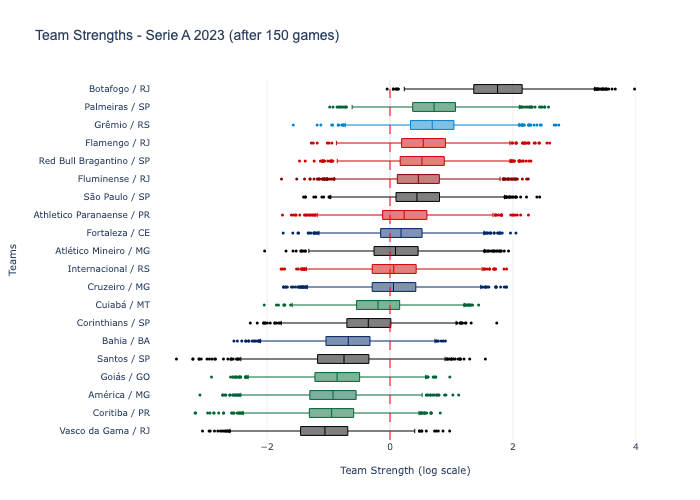 Team Strengths - Serie A 2023 (after 150 games)
Botafogo / RJ
Palmeiras / SP
Grêmio / RS
Flamengo / RJ
Red Bull Bragantino / SP
Fluminense / RJ
São Paulo / SP
Athletico Paranaense / PR
Fortaleza / CE
Atlético Mineiro / MG
Internacional / RS
Cruzeiro / MG
Cuiabá / MT
Corinthians / SP
Bahia / BA
Santos / SP
Goiás / GO
América / MG
Coritiba / PR
Vasco da Gama / RJ
Teams
−2 0 2 4
Team Strength (log scale)